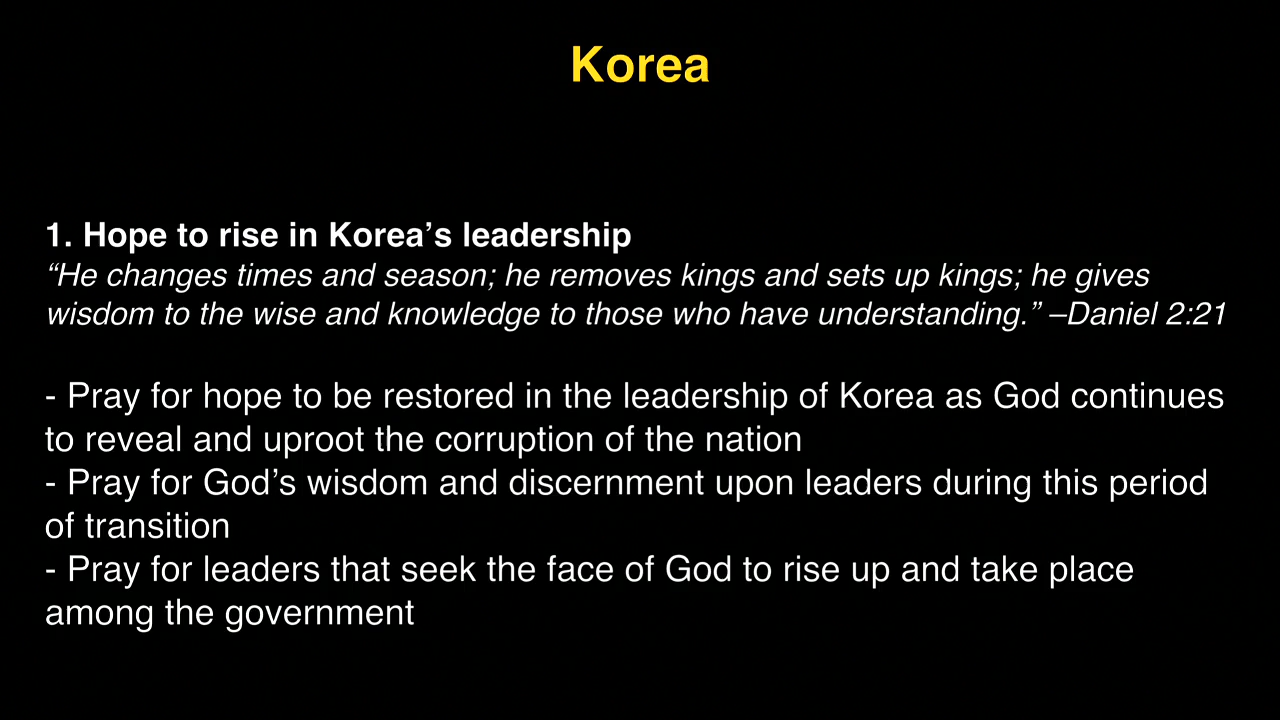 Korea
1. Hope to rise in Korea’s leadership
“He changes times and season; he removes kings and sets up kings; he gives
wisdom to the wise and knowledge to those who have understanding.” –Daniel 2:21
- Pray for hope to be restored in the leadership of Korea as God continues
to reveal and uproot the corruption of the nation
- Pray for God’s wisdom and discernment upon leaders during this period
of transition
- Pray for leaders that seek the face of God to rise up and take place
among the government